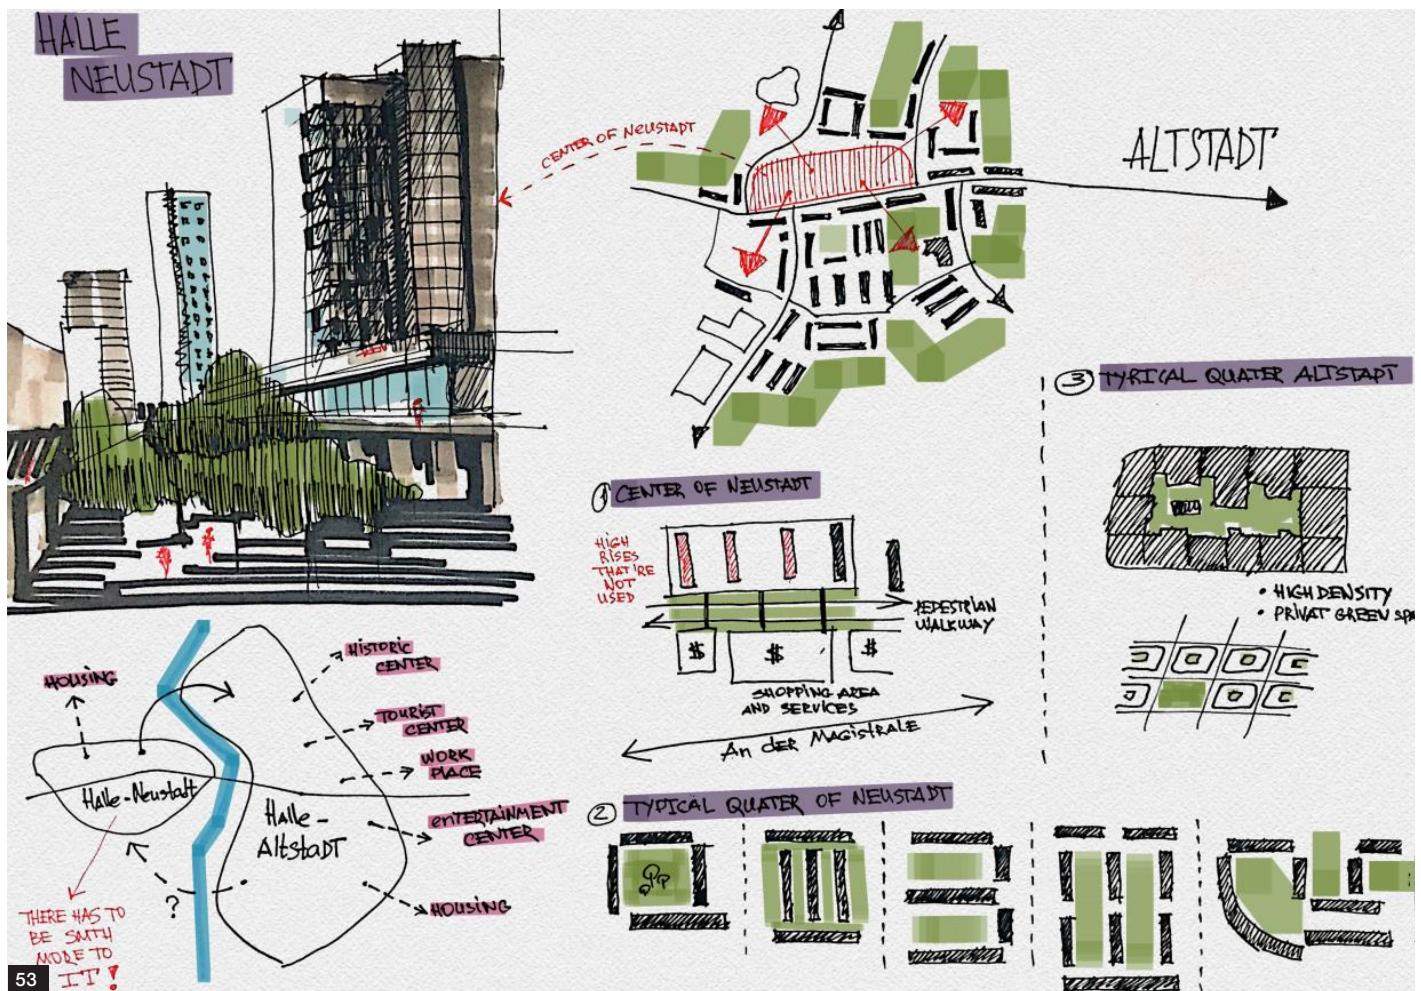 HALLE
NEUSTADT
CENTER OF NEUSTADT
ALTSTADT
① CENTER OF NEUSTADT
HIGH
RISES
THAT'RE
NOT
USED
PEDESTRIAN
WALKWAY
$ $ $
SHOPPING AREA
AND SERVICES
An der MAGISTRALE
③ TYPICAL QUATER ALTSTADT
• HIGH DENSITY
• PRIVAT GREEN SPA
HOUSING
HISTORIC
CENTER
TOURIST
CENTER
WORK
PLACE
enTERTAINMENT
CENTER
HOUSING
Halle-Neustadt
Halle-
AltstadT
?
THERE HAS TO
BE SMTH
MORE TO
IT!
② TYPICAL QUATER OF NEUSTADT
53